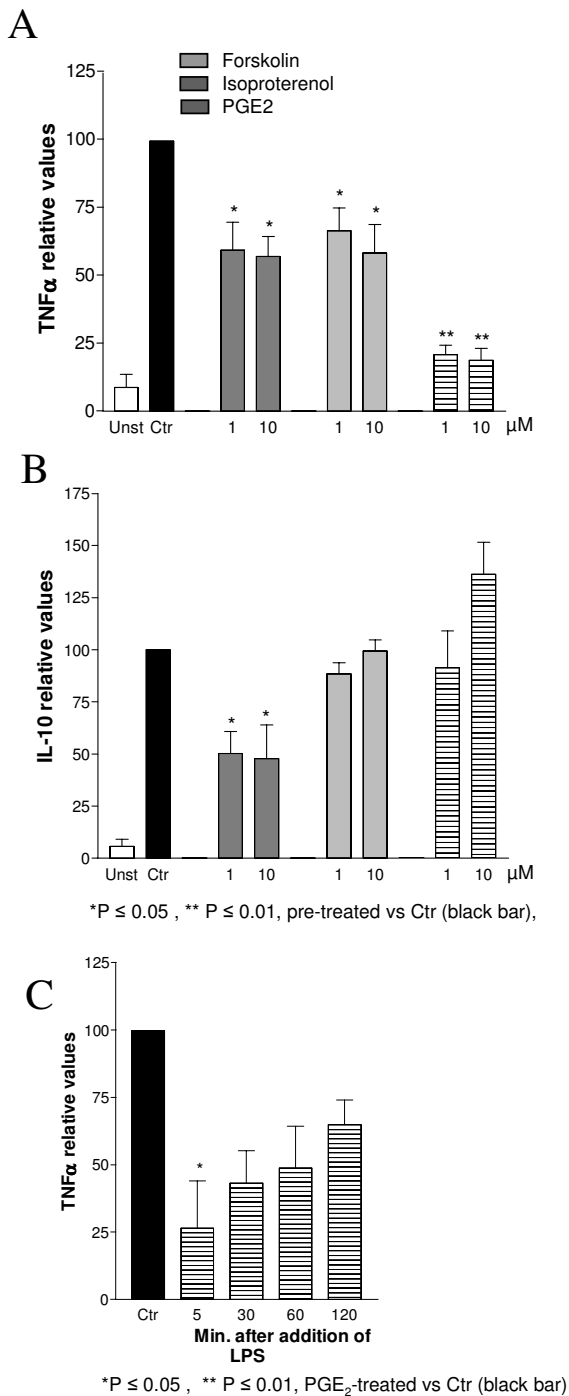 A
Forskolin
Isoproterenol
PGE2
TNFα relative values
125
100
75
50
25
0
* * * * ** **
Unst Ctr 1 10 1 10 1 10 µM
B
IL-10 relative values
175
150
125
100
75
50
25
0
* *
Unst Ctr 1 10 1 10 1 10 µM
*P ≤ 0.05 , ** P ≤ 0.01, pre-treated vs Ctr (black bar),
C
TNFα relative values
125
100
75
50
25
0
*
Ctr 5 30 60 120
Min. after addition of
LPS
*P ≤ 0.05 , ** P ≤ 0.01, PGE₂-treated vs Ctr (black bar)